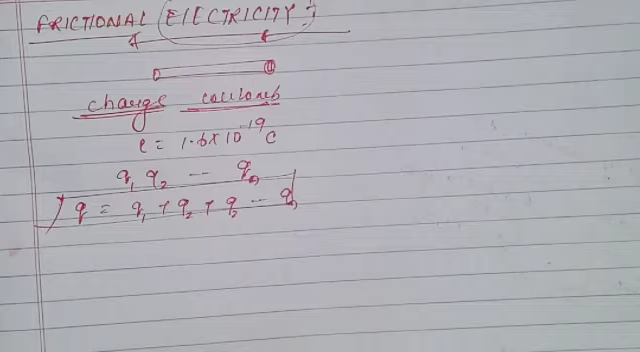 FRICTIONAL (ELECTRICITY :-
charge coulomb
e = 1.6 x 10^-19 C
q1 q2 -- qn
q = q1 + q2 + q3 --- qn